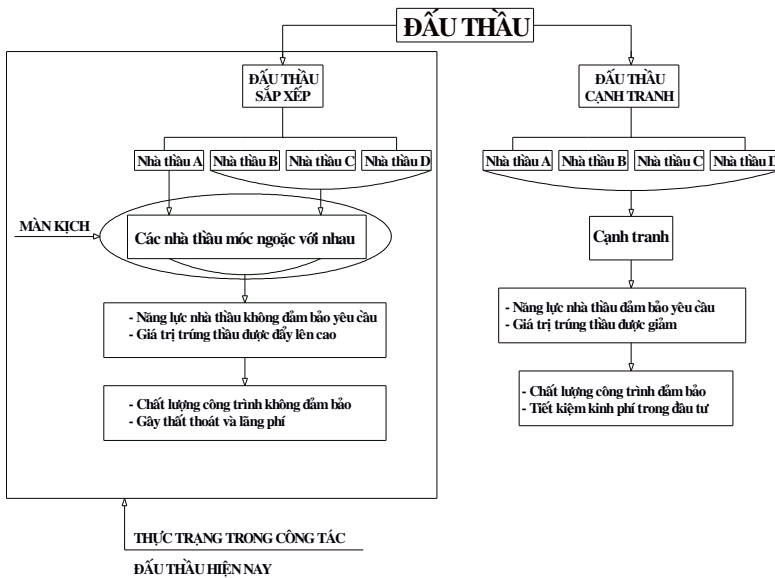 ĐẤU THẦU
ĐẤU THẦU
SẮP XẾP
Nhà thầu A
Nhà thầu B
Nhà thầu C
Nhà thầu D
MÀN KỊCH
Các nhà thầu móc ngoặc với nhau
- Năng lực nhà thầu không đảm bảo yêu cầu
- Giá trị trúng thầu được đẩy lên cao
- Chất lượng công trình không đảm bảo
- Gây thất thoát và lãng phí
THỰC TRẠNG TRONG CÔNG TÁC
ĐẤU THẦU HIỆN NAY
ĐẤU THẦU
CẠNH TRANH
Nhà thầu A
Nhà thầu B
Nhà thầu C
Nhà thầu D
Cạnh tranh
- Năng lực nhà thầu đảm bảo yêu cầu
- Giá trị trúng thầu được giảm
- Chất lượng công trình đảm bảo
- Tiết kiệm kinh phí trong đầu tư